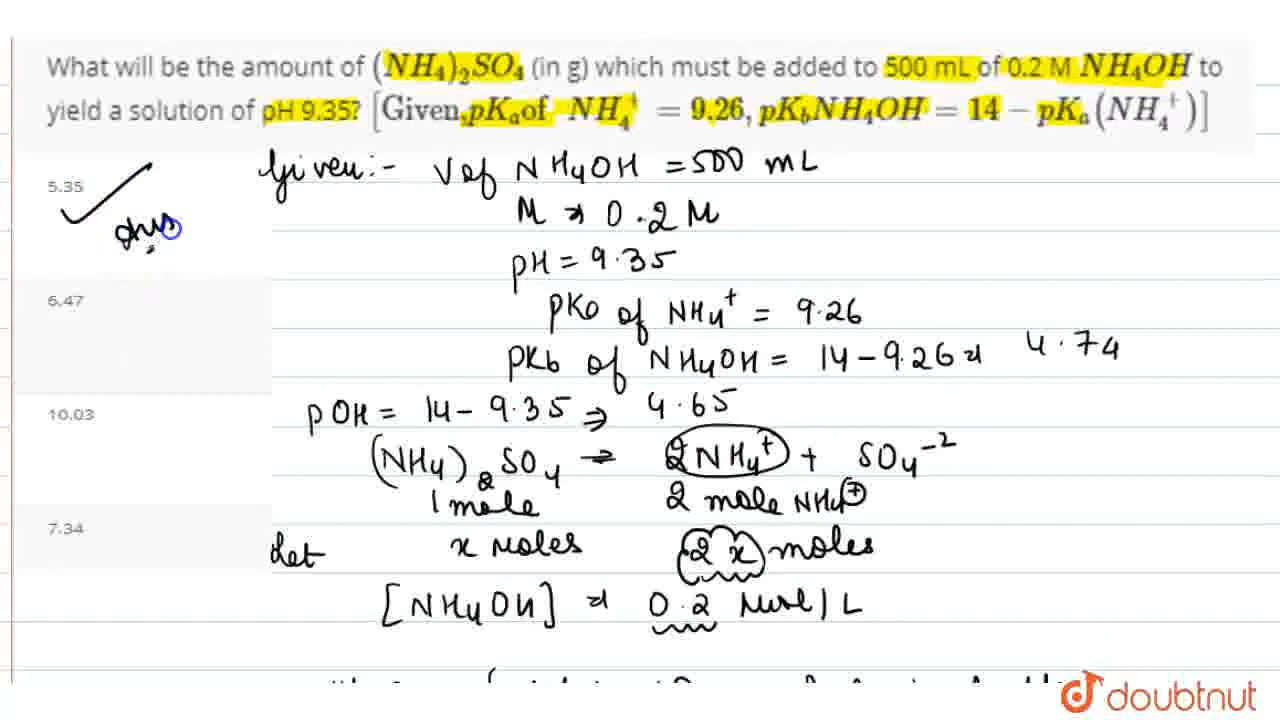 What will be the amount of (NH₄)₂SO₄ (in g) which must be added to 500 mL of 0.2 M NH₄OH to
yield a solution of pH 9.35? [Given, pKₐof NH₄⁺ = 9.26, pK_bNH₄OH = 14 − pKₐ(NH₄⁺)]
Given:- V of NH₄OH = 500 mL
5.35
M ⇒ 0.2 M
Ans
pH = 9.35
6.47
pKa of NH₄⁺ = 9.26
pKb of NH₄OH = 14 - 9.26 ⇒ 4.74
10.03
pOH = 14 - 9.35 ⇒ 4.65
(NH₄)₂SO₄ → 2NH₄⁺ + SO₄⁻²
1 mole 2 mole NH₄⁺
7.34
Let x moles 2x moles
[NH₄OH] ⇒ 0.2 mol/L
doubtnut